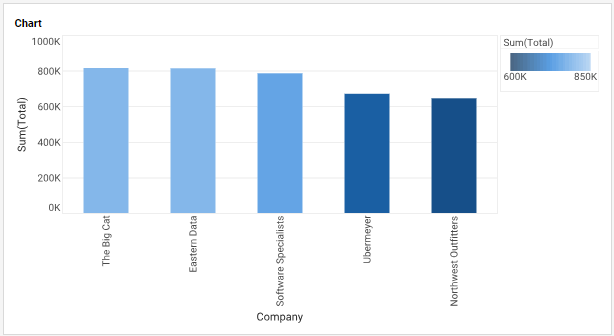 Chart
Sum(Total)
1000K
800K
600K
400K
200K
0K
The Big Cat
Eastern Data
Software Specialists
Ubermeyer
Northwest Outfitters
Company
Sum(Total)
600K 850K